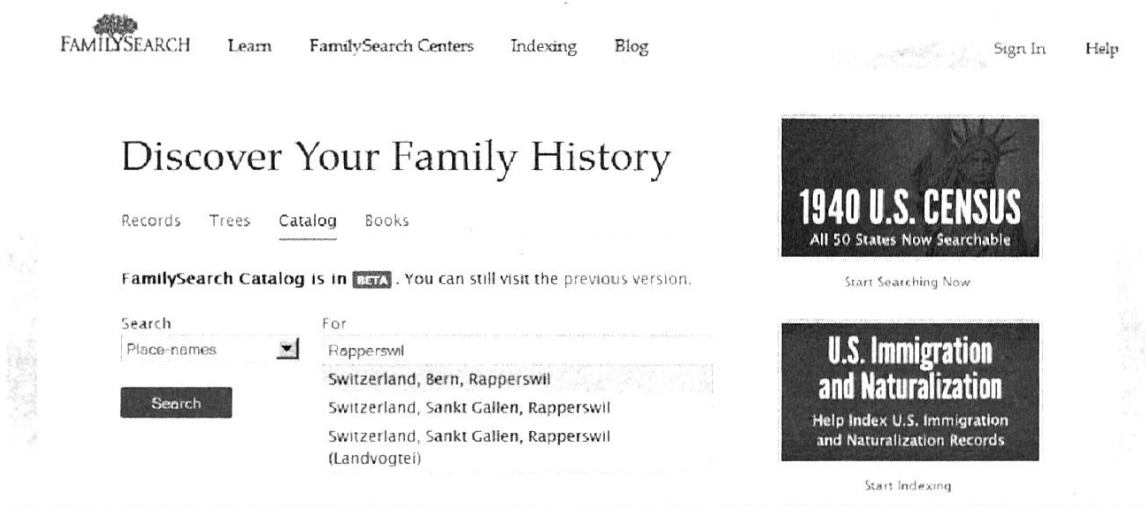 FAMILYSEARCH Learn FamilySearch Centers Indexing Blog Sign In Help
Discover Your Family History
Records Trees Catalog Books
FamilySearch Catalog is in BETA . You can still visit the previous version.
Search For
Place-names Rapperswil
Switzerland, Bern, Rapperswil
Switzerland, Sankt Gallen, Rapperswil
Switzerland, Sankt Gallen, Rapperswil
(Landvogtei)
Search
1940 U.S. CENSUS
All 50 States Now Searchable
Start Searching Now
U.S. Immigration
and Naturalization
Help Index U.S. Immigration
and Naturalization Records
Start Indexing